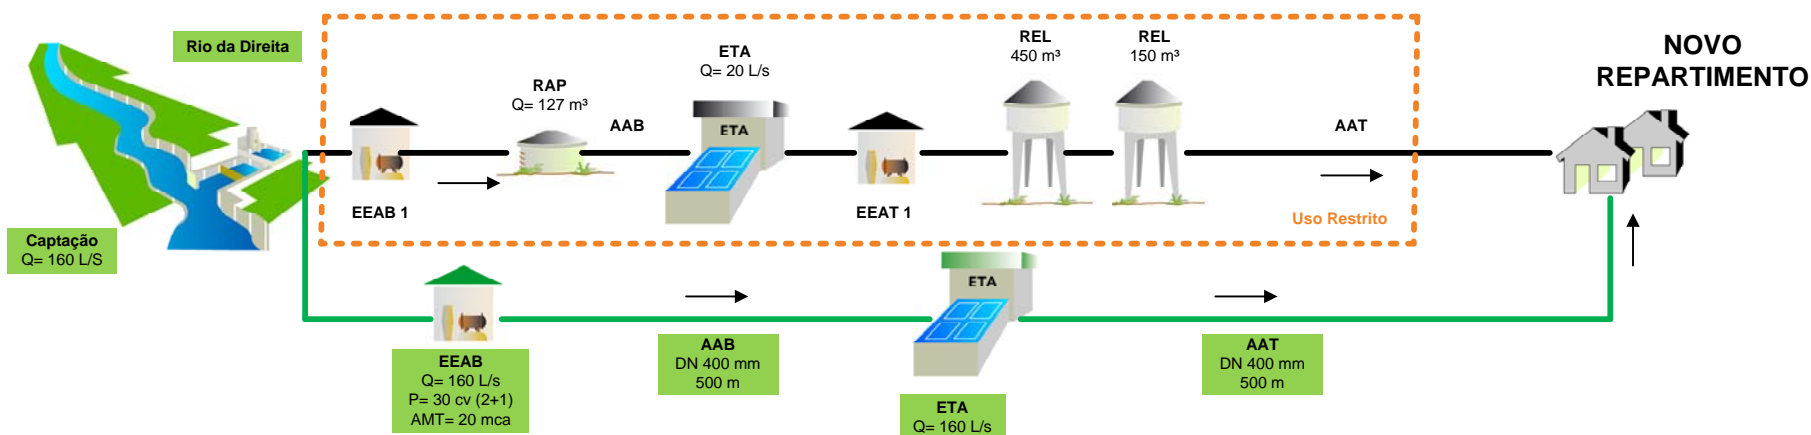 Rio da Direita
Captação
Q= 160 L/S
EEAB 1
RAP
Q= 127 m³
AAB
ETA
Q= 20 L/s
ETA
EEAT 1
REL
450 m³
REL
150 m³
AAT
Uso Restrito
NOVO
REPARTIMENTO
EEAB
Q= 160 L/s
P= 30 cv (2+1)
AMT= 20 mca
AAB
DN 400 mm
500 m
ETA
ETA
Q= 160 L/s
AAT
DN 400 mm
500 m